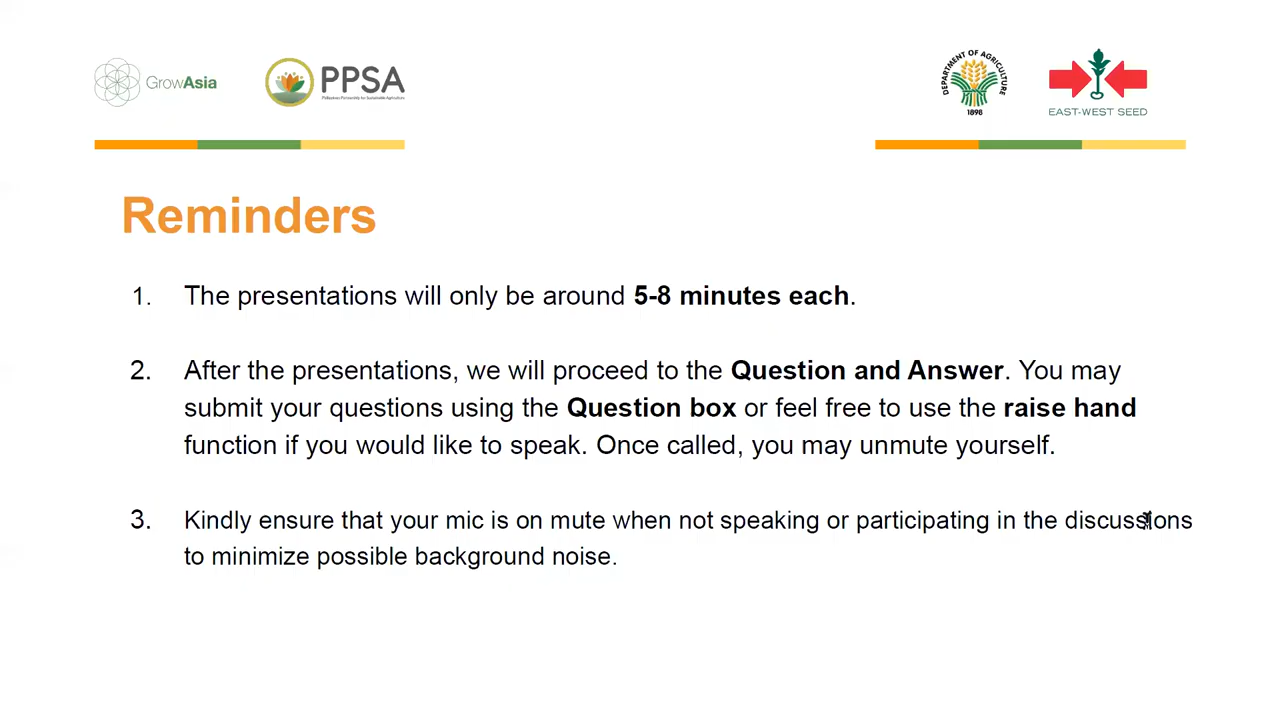 GrowAsia
PPSA
Philippines Partnership for Sustainable Agriculture
DEPARTMENT OF AGRICULTURE
1898
EAST-WEST SEED
Reminders
1. The presentations will only be around 5-8 minutes each.
2. After the presentations, we will proceed to the Question and Answer. You may
submit your questions using the Question box or feel free to use the raise hand
function if you would like to speak. Once called, you may unmute yourself.
3. Kindly ensure that your mic is on mute when not speaking or participating in the discussions
to minimize possible background noise.